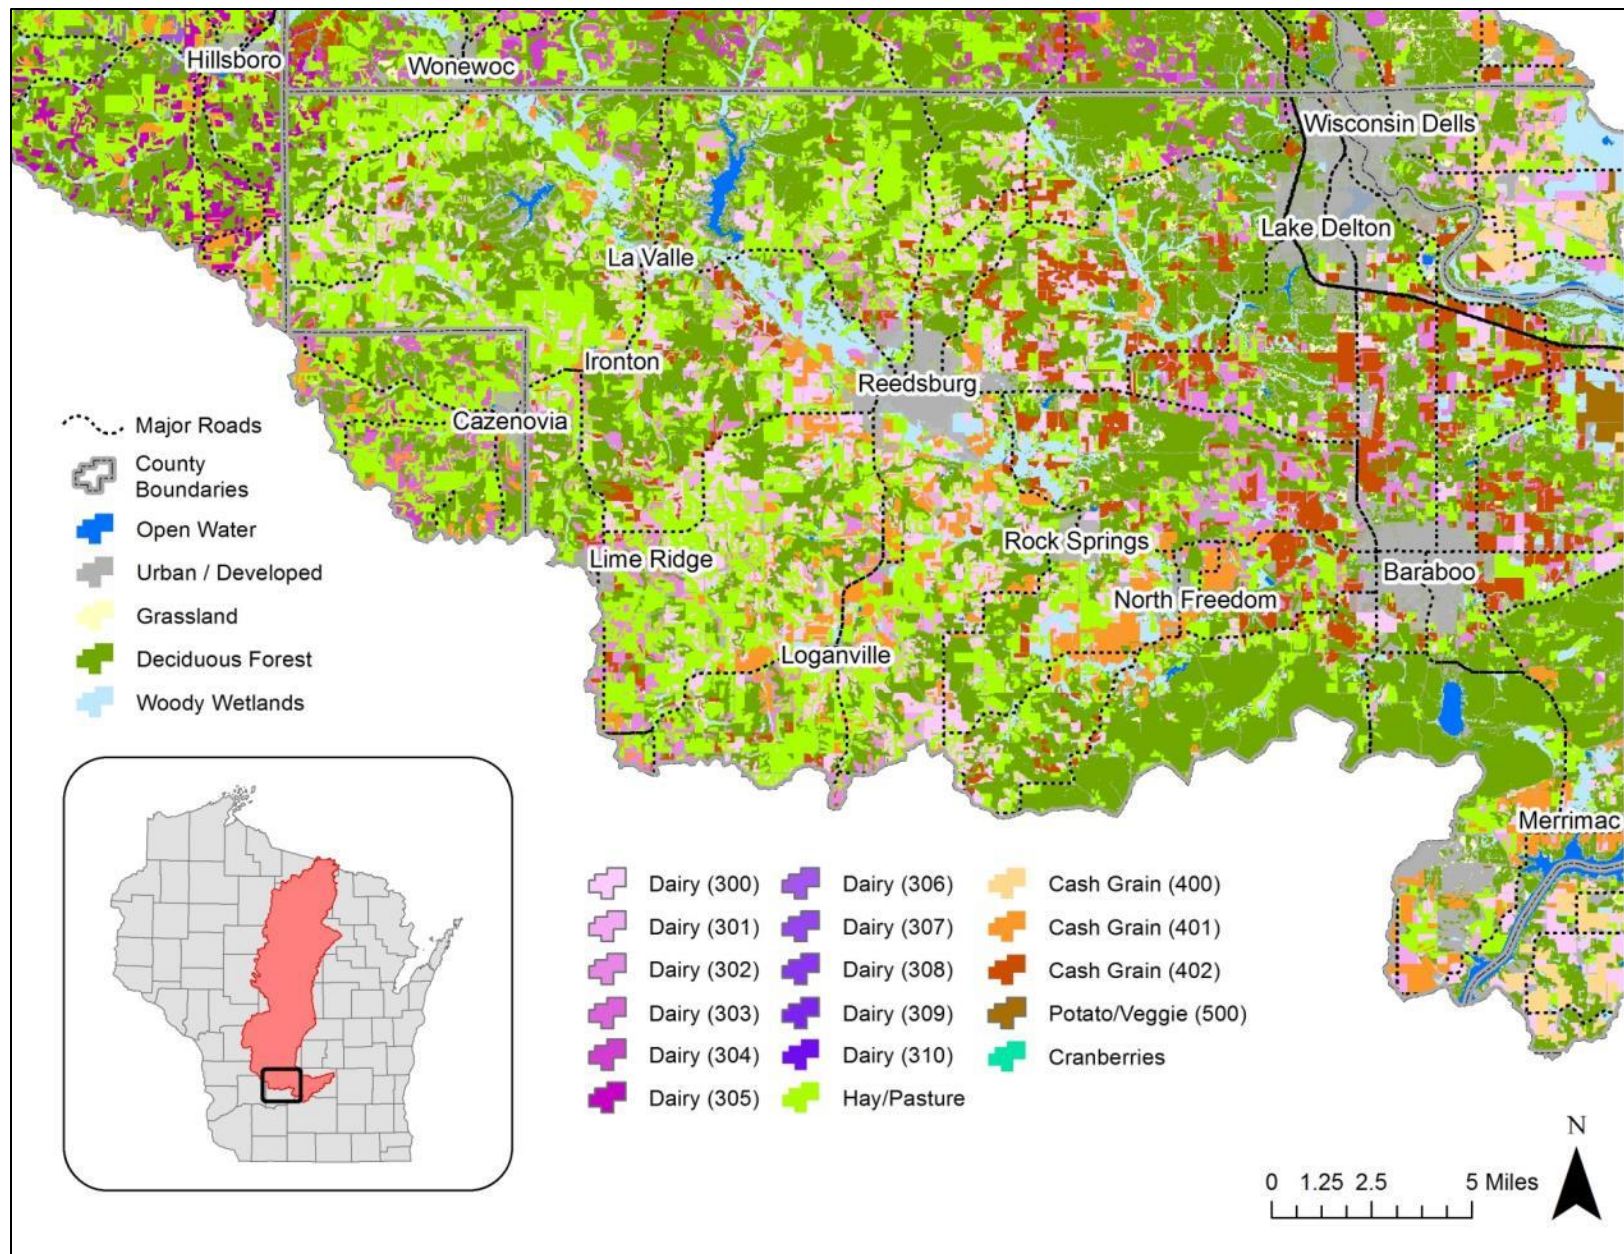 Hillsboro
Wonewoc
Wisconsin Dells
Lake Delton
La Valle
Ironton
Reedsburg
Cazenovia
Rock Springs
Lime Ridge
Baraboo
North Freedom
Loganville
Merrimac
Major Roads
County
Boundaries
Open Water
Urban / Developed
Grassland
Deciduous Forest
Woody Wetlands
Dairy (300)
Dairy (301)
Dairy (302)
Dairy (303)
Dairy (304)
Dairy (305)
Dairy (306)
Dairy (307)
Dairy (308)
Dairy (309)
Dairy (310)
Hay/Pasture
Cash Grain (400)
Cash Grain (401)
Cash Grain (402)
Potato/Veggie (500)
Cranberries
N
0 1.25 2.5 5 Miles